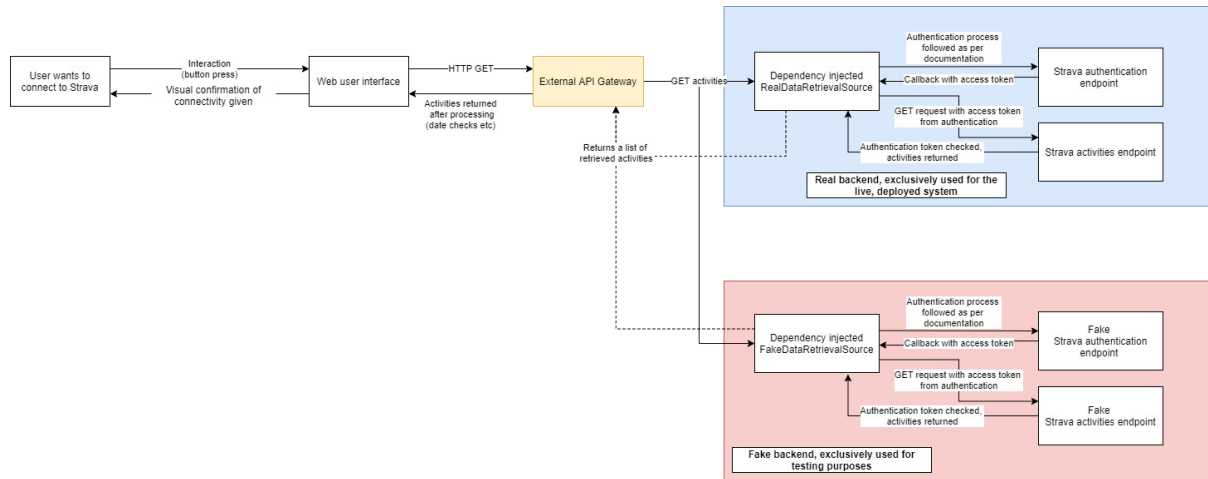 User wants to
connect to Strava
Interaction
(button press)
Visual confirmation of
connectivity given
Web user interface
HTTP GET
Activities returned
after processing
(date checks etc)
External API Gateway
GET activities
Returns a list of
retrieved activities
Dependency injected
RealDataRetrievalSource
Authentication process
followed as per
documentation
Callback with access token
GET request with access token
from authentication
Authentication token checked,
activities returned
Strava authentication
endpoint
Strava activities endpoint
Real backend, exclusively used for the
live, deployed system
Dependency injected
FakeDataRetrievalSource
Authentication process
followed as per
documentation
Callback with access token
GET request with access token
from authentication
Authentication token checked,
activities returned
Fake
Strava authentication
endpoint
Fake
Strava activities endpoint
Fake backend, exclusively used for
testing purposes